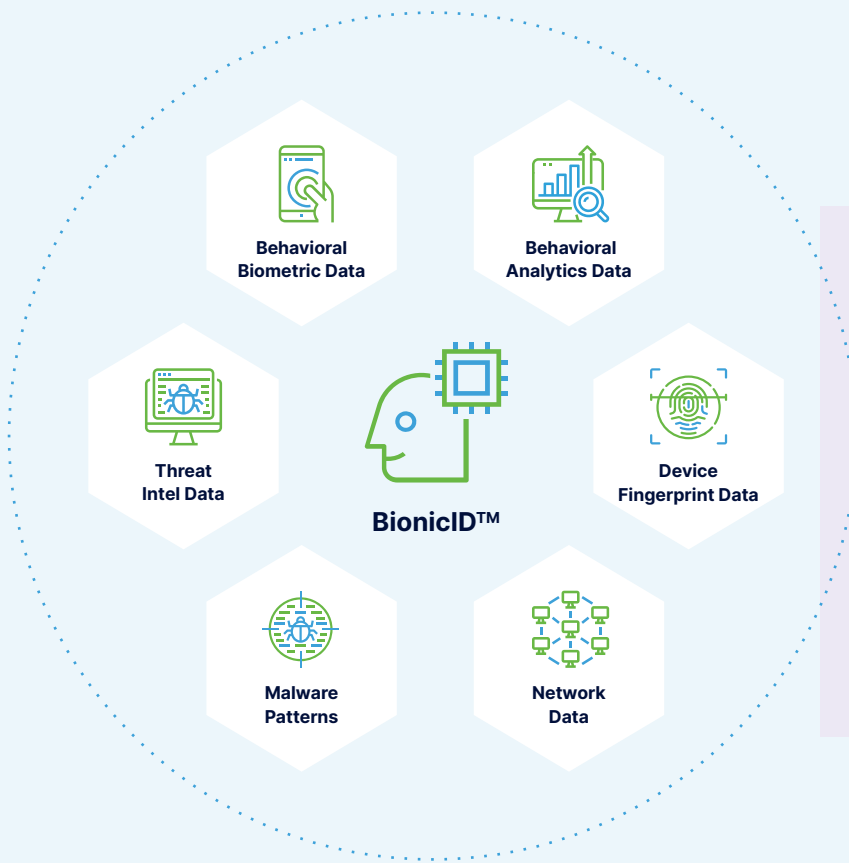 Behavioral
Biometric Data
Behavioral
Analytics Data
Threat
Intel Data
BionicID™
Device
Fingerprint Data
Malware
Patterns
Network
Data